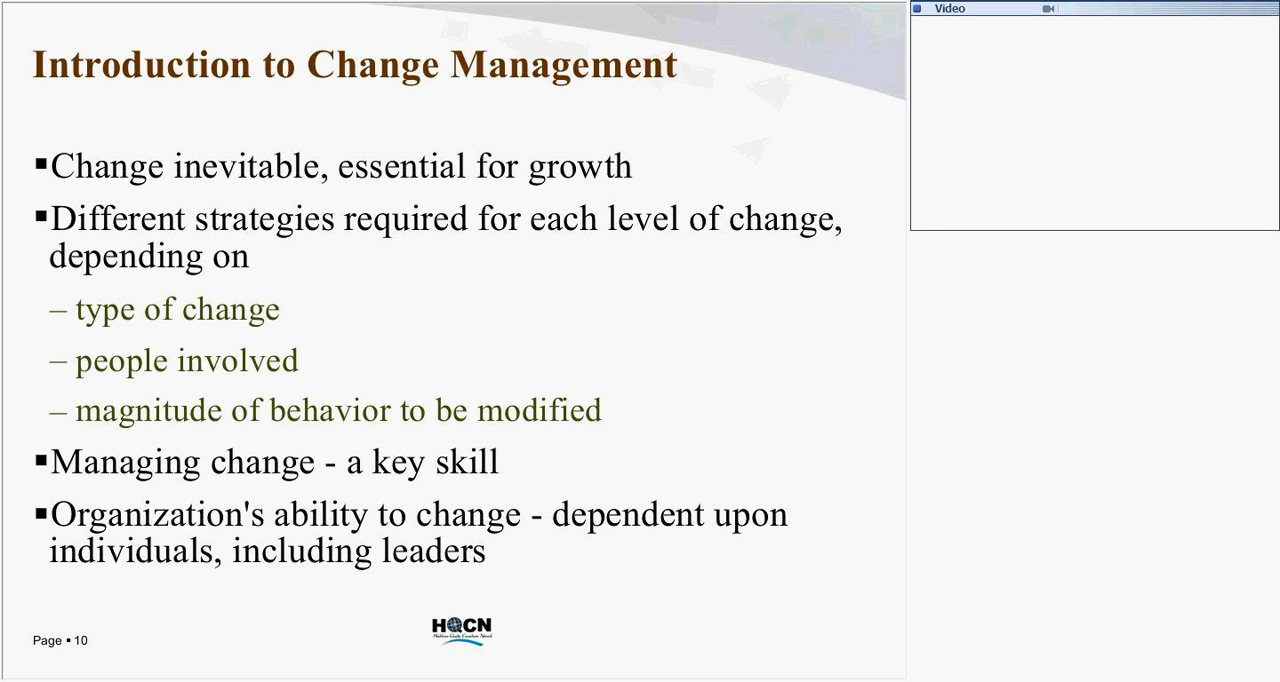 Video
Introduction to Change Management
▪Change inevitable, essential for growth
▪Different strategies required for each level of change,
depending on
– type of change
– people involved
– magnitude of behavior to be modified
▪Managing change - a key skill
▪Organization's ability to change - dependent upon
individuals, including leaders
HQCN
Page ▪ 10